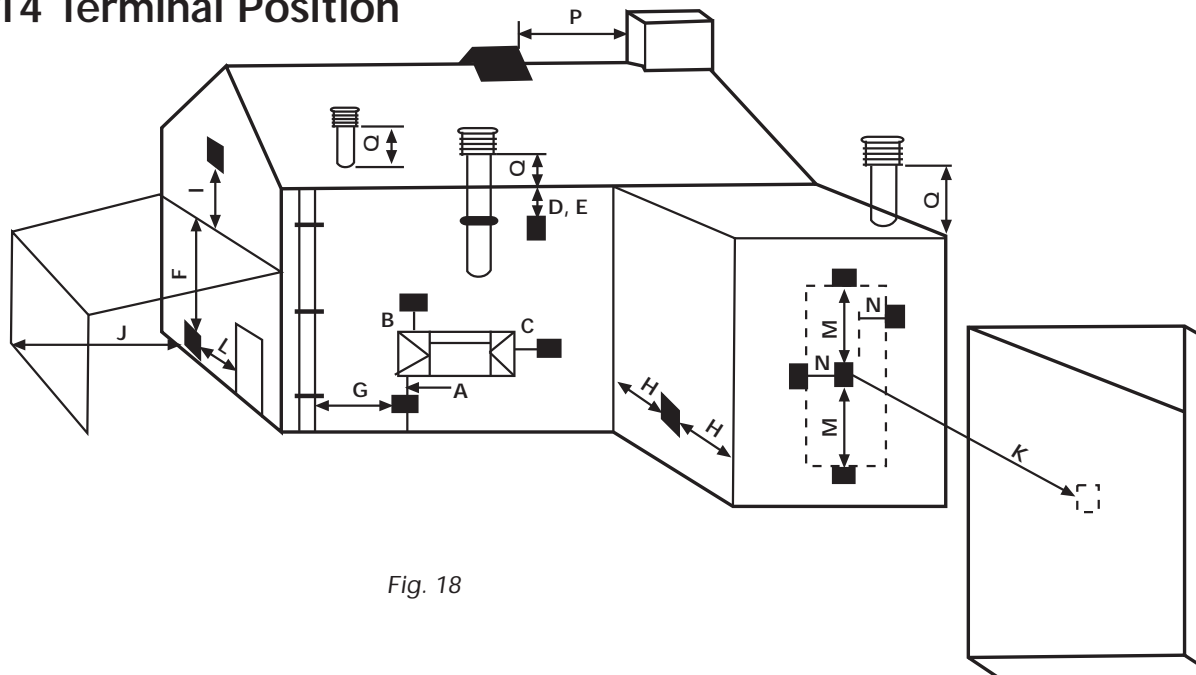 14 Terminal Position
P
Q
Q
D, E
Q
I
F
B
C
M
N
J
L
N
G
A
H
H
M
K
Fig. 18